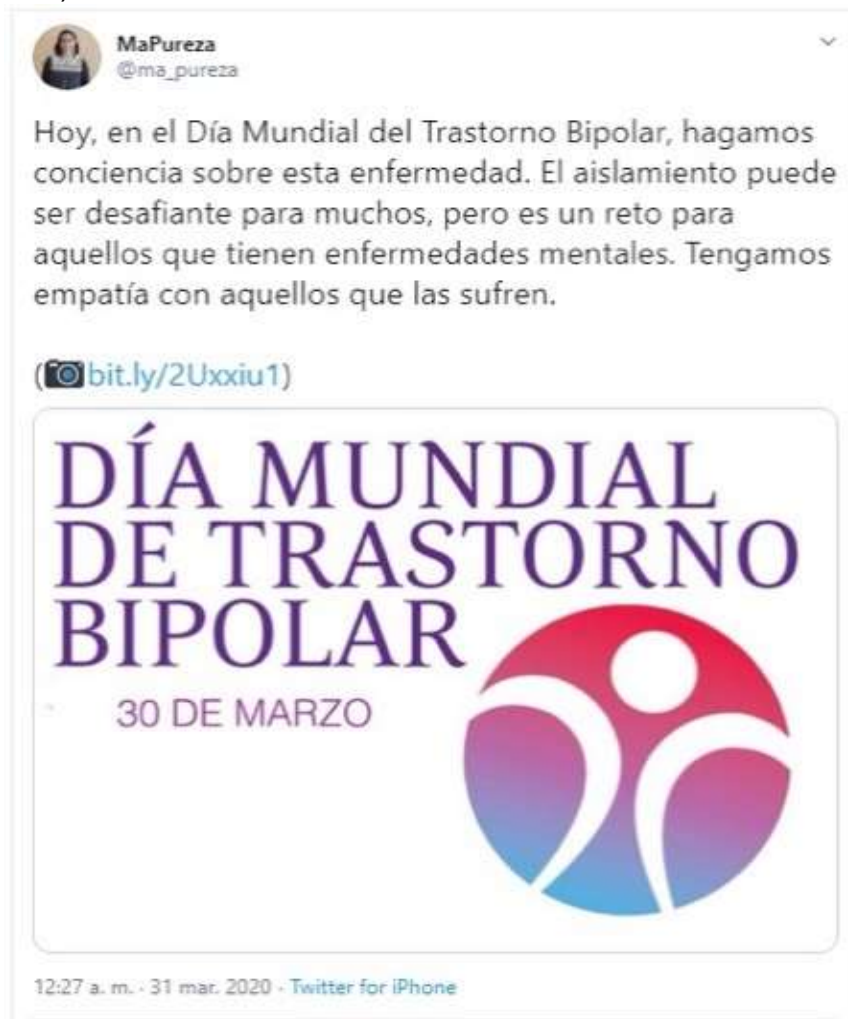 MaPureza
@ma_pureza
Hoy, en el Día Mundial del Trastorno Bipolar, hagamos
conciencia sobre esta enfermedad. El aislamiento puede
ser desafiante para muchos, pero es un reto para
aquellos que tienen enfermedades mentales. Tengamos
empatía con aquellos que las sufren.
(📷bit.ly/2Uxxiu1)
DÍA MUNDIAL
DE TRASTORNO
BIPOLAR
30 DE MARZO
12:27 a. m. · 31 mar. 2020 · Twitter for iPhone